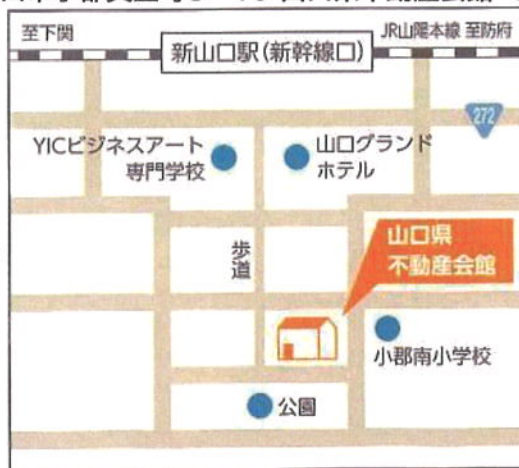 至下関
新山口駅(新幹線口)
JR山陽本線 至防府
272
YICビジネスアート
専門学校
山口グランド
ホテル
歩道
山口県
不動産会館
小郡南小学校
公園